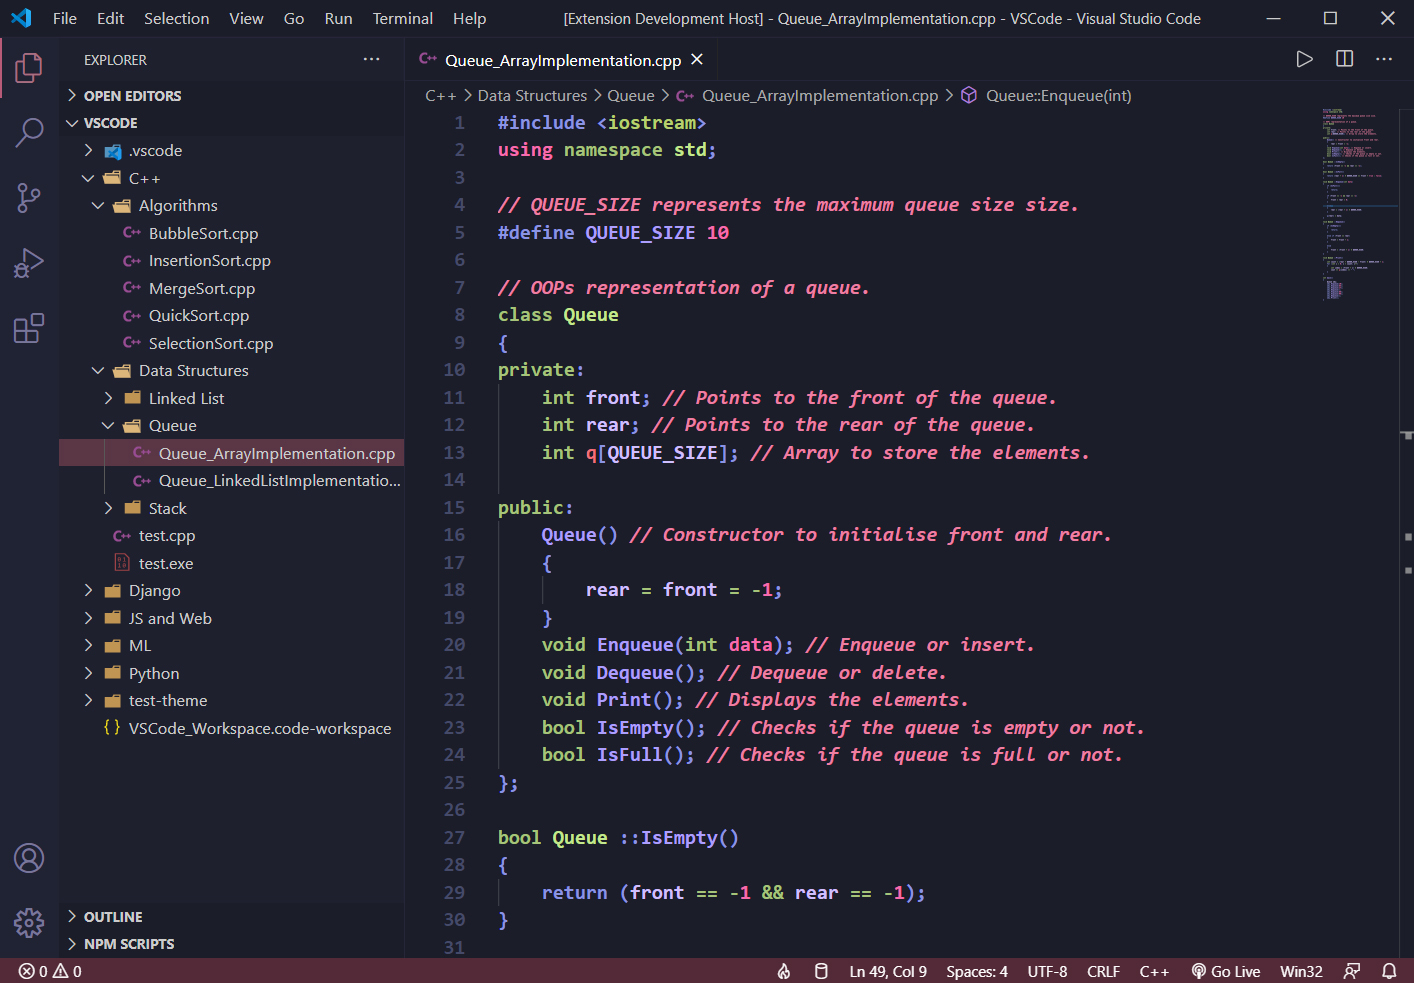 File Edit Selection View Go Run Terminal Help [Extension Development Host] - Queue_ArrayImplementation.cpp - VSCode - Visual Studio Code
EXPLORER
OPEN EDITORS
VSCODE
.vscode
C++
Algorithms
BubbleSort.cpp
InsertionSort.cpp
MergeSort.cpp
QuickSort.cpp
SelectionSort.cpp
Data Structures
Linked List
Queue
Queue_ArrayImplementation.cpp
Queue_LinkedListImplementatio...
Stack
test.cpp
test.exe
Django
JS and Web
ML
Python
test-theme
VSCode_Workspace.code-workspace
OUTLINE
NPM SCRIPTS
Queue_ArrayImplementation.cpp
C++ > Data Structures > Queue > Queue_ArrayImplementation.cpp > Queue::Enqueue(int)
1 #include <iostream>
2 using namespace std;
3
4 // QUEUE_SIZE represents the maximum queue size size.
5 #define QUEUE_SIZE 10
6
7 // OOPs representation of a queue.
8 class Queue
9 {
10 private:
11 int front; // Points to the front of the queue.
12 int rear; // Points to the rear of the queue.
13 int q[QUEUE_SIZE]; // Array to store the elements.
14
15 public:
16 Queue() // Constructor to initialise front and rear.
17 {
18 rear = front = -1;
19 }
20 void Enqueue(int data); // Enqueue or insert.
21 void Dequeue(); // Dequeue or delete.
22 void Print(); // Displays the elements.
23 bool IsEmpty(); // Checks if the queue is empty or not.
24 bool IsFull(); // Checks if the queue is full or not.
25 };
26
27 bool Queue ::IsEmpty()
28 {
29 return (front == -1 && rear == -1);
30 }
31
0 0 Ln 49, Col 9 Spaces: 4 UTF-8 CRLF C++ Go Live Win32